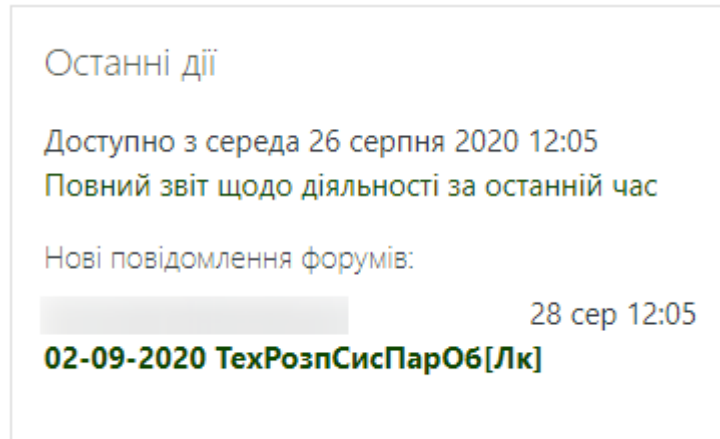 Останні дії
Доступно з середа 26 серпня 2020 12:05
Повний звіт щодо діяльності за останній час
Нові повідомлення форумів:
28 сер 12:05
02-09-2020 ТехРозпСисПарОб[Лк]